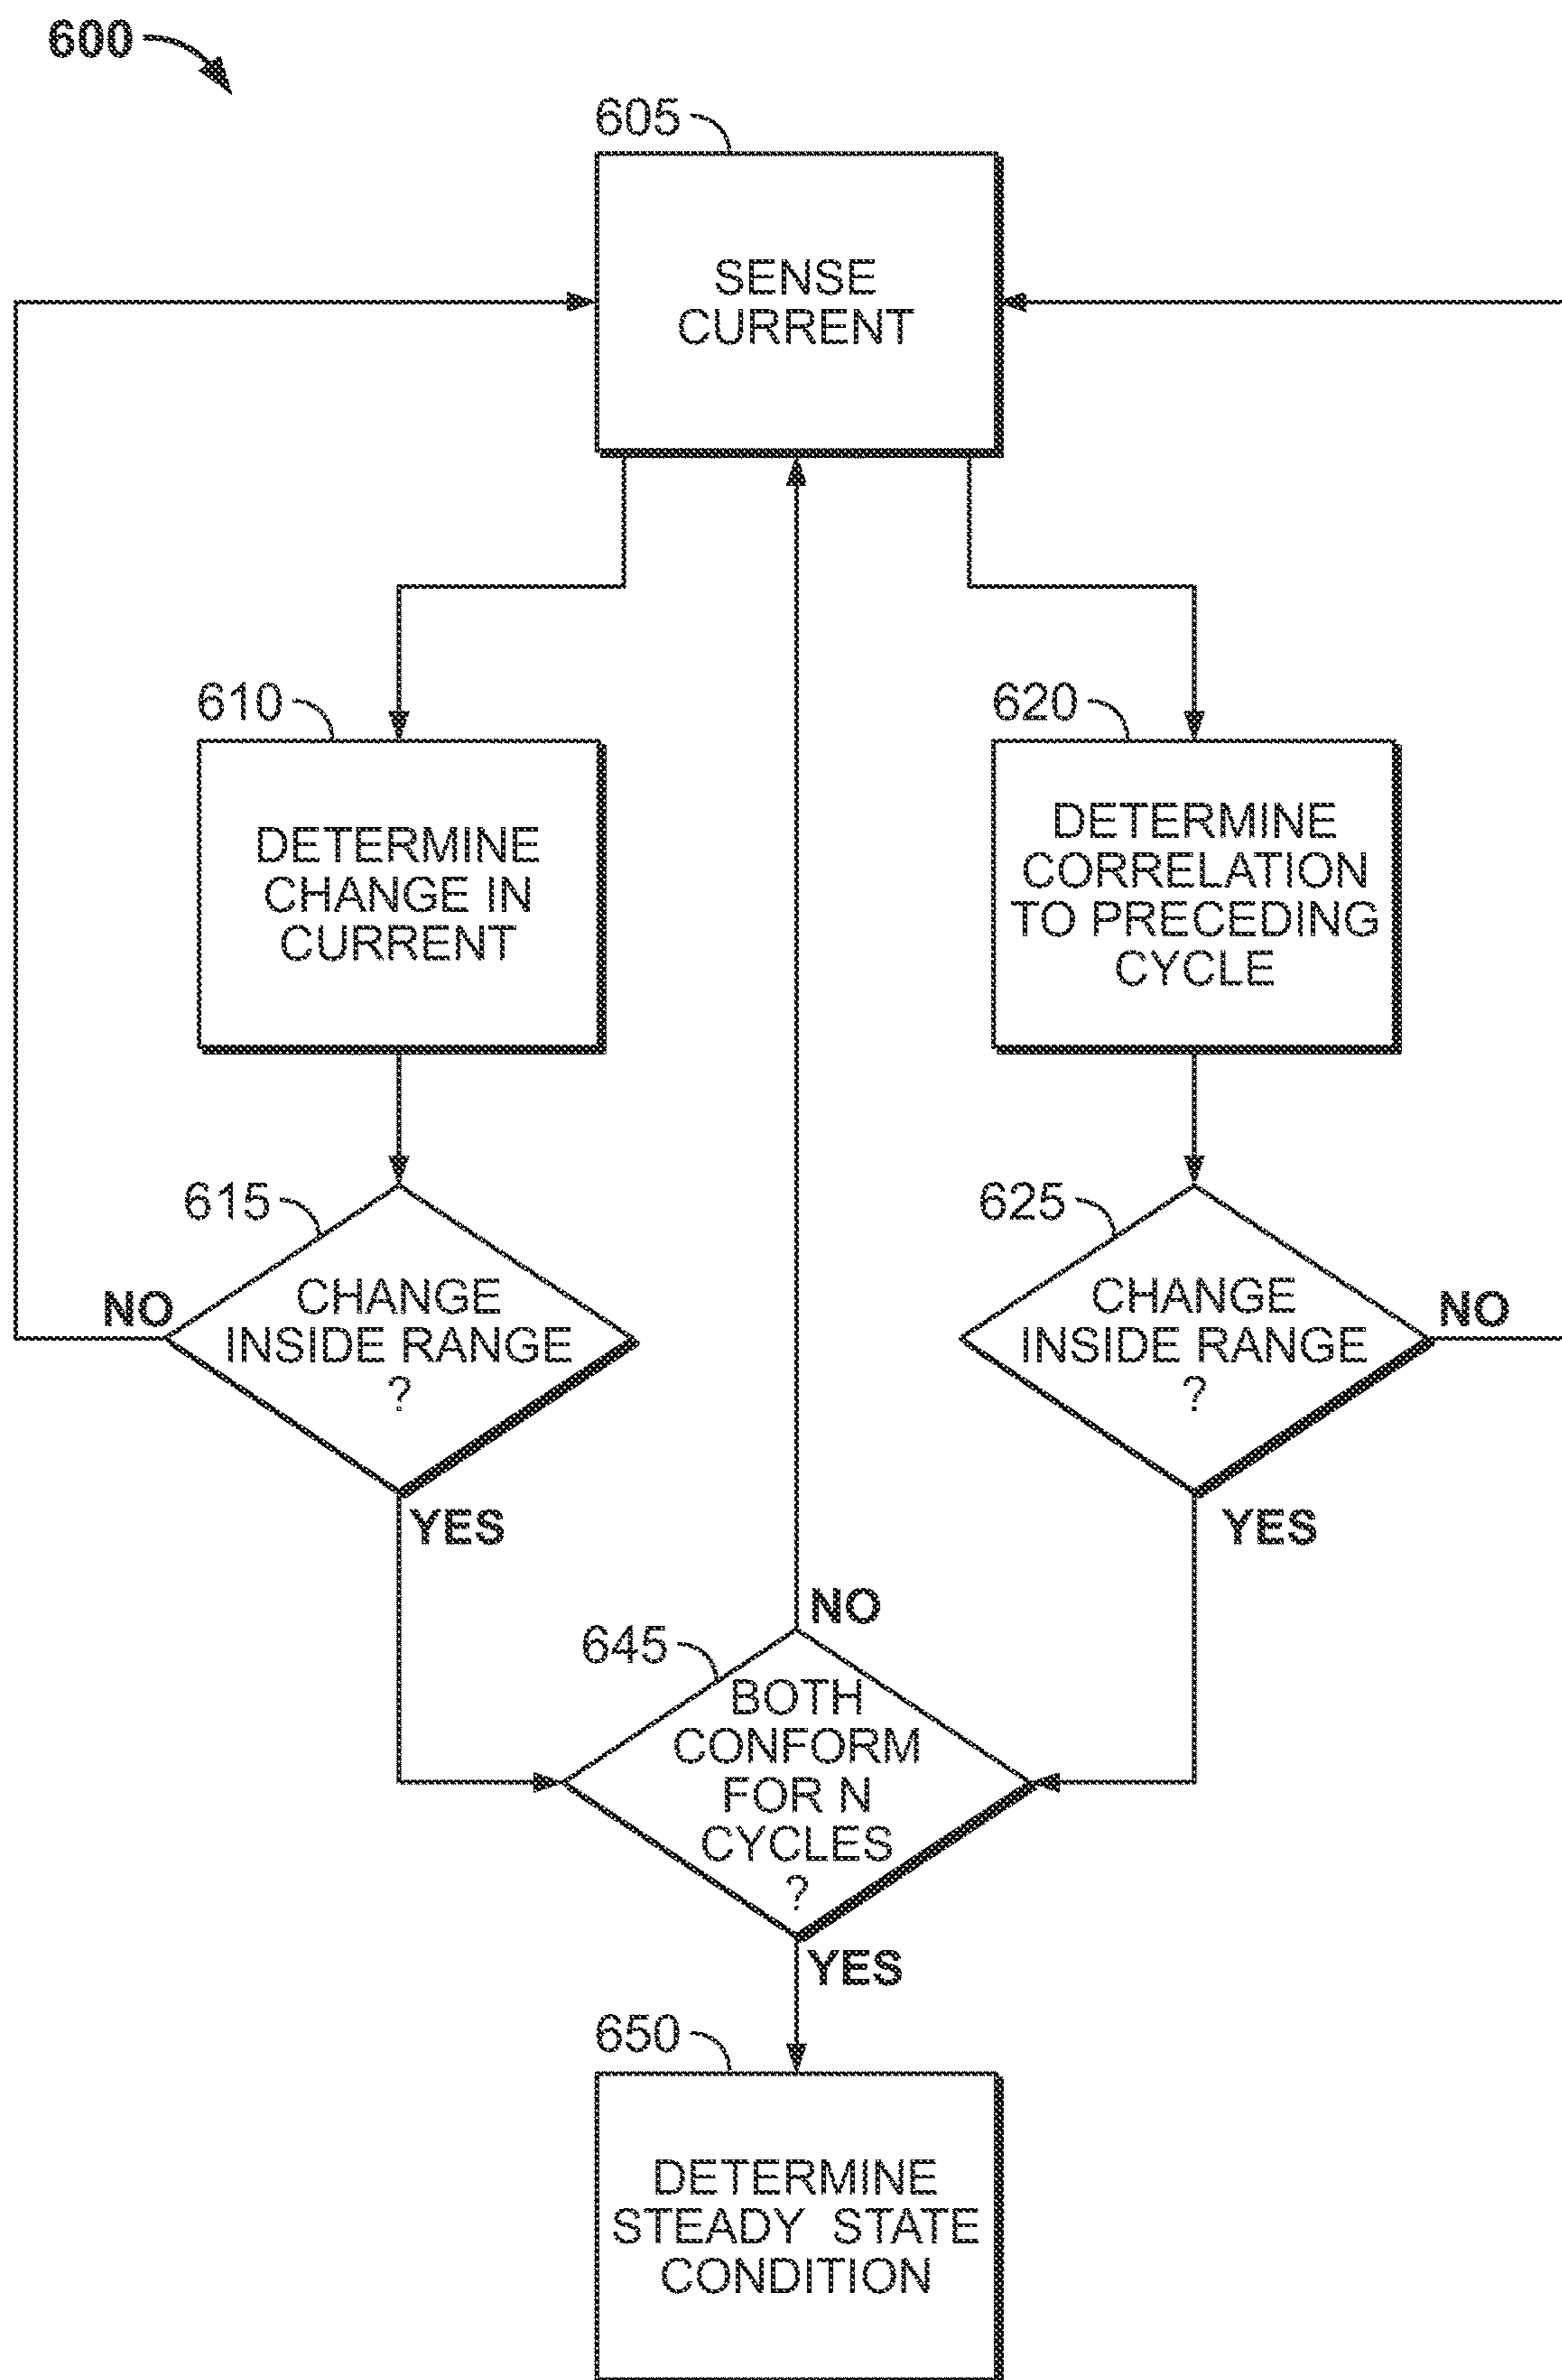 600
605
SENSE
CURRENT
610
DETERMINE
CHANGE IN
CURRENT
620
DETERMINE
CORRELATION
TO PRECEDING
CYCLE
615
CHANGE
INSIDE RANGE
?
NO
YES
625
CHANGE
INSIDE RANGE
?
NO
YES
NO
645
BOTH
CONFORM
FOR N
CYCLES
?
YES
650
DETERMINE
STEADY STATE
CONDITION